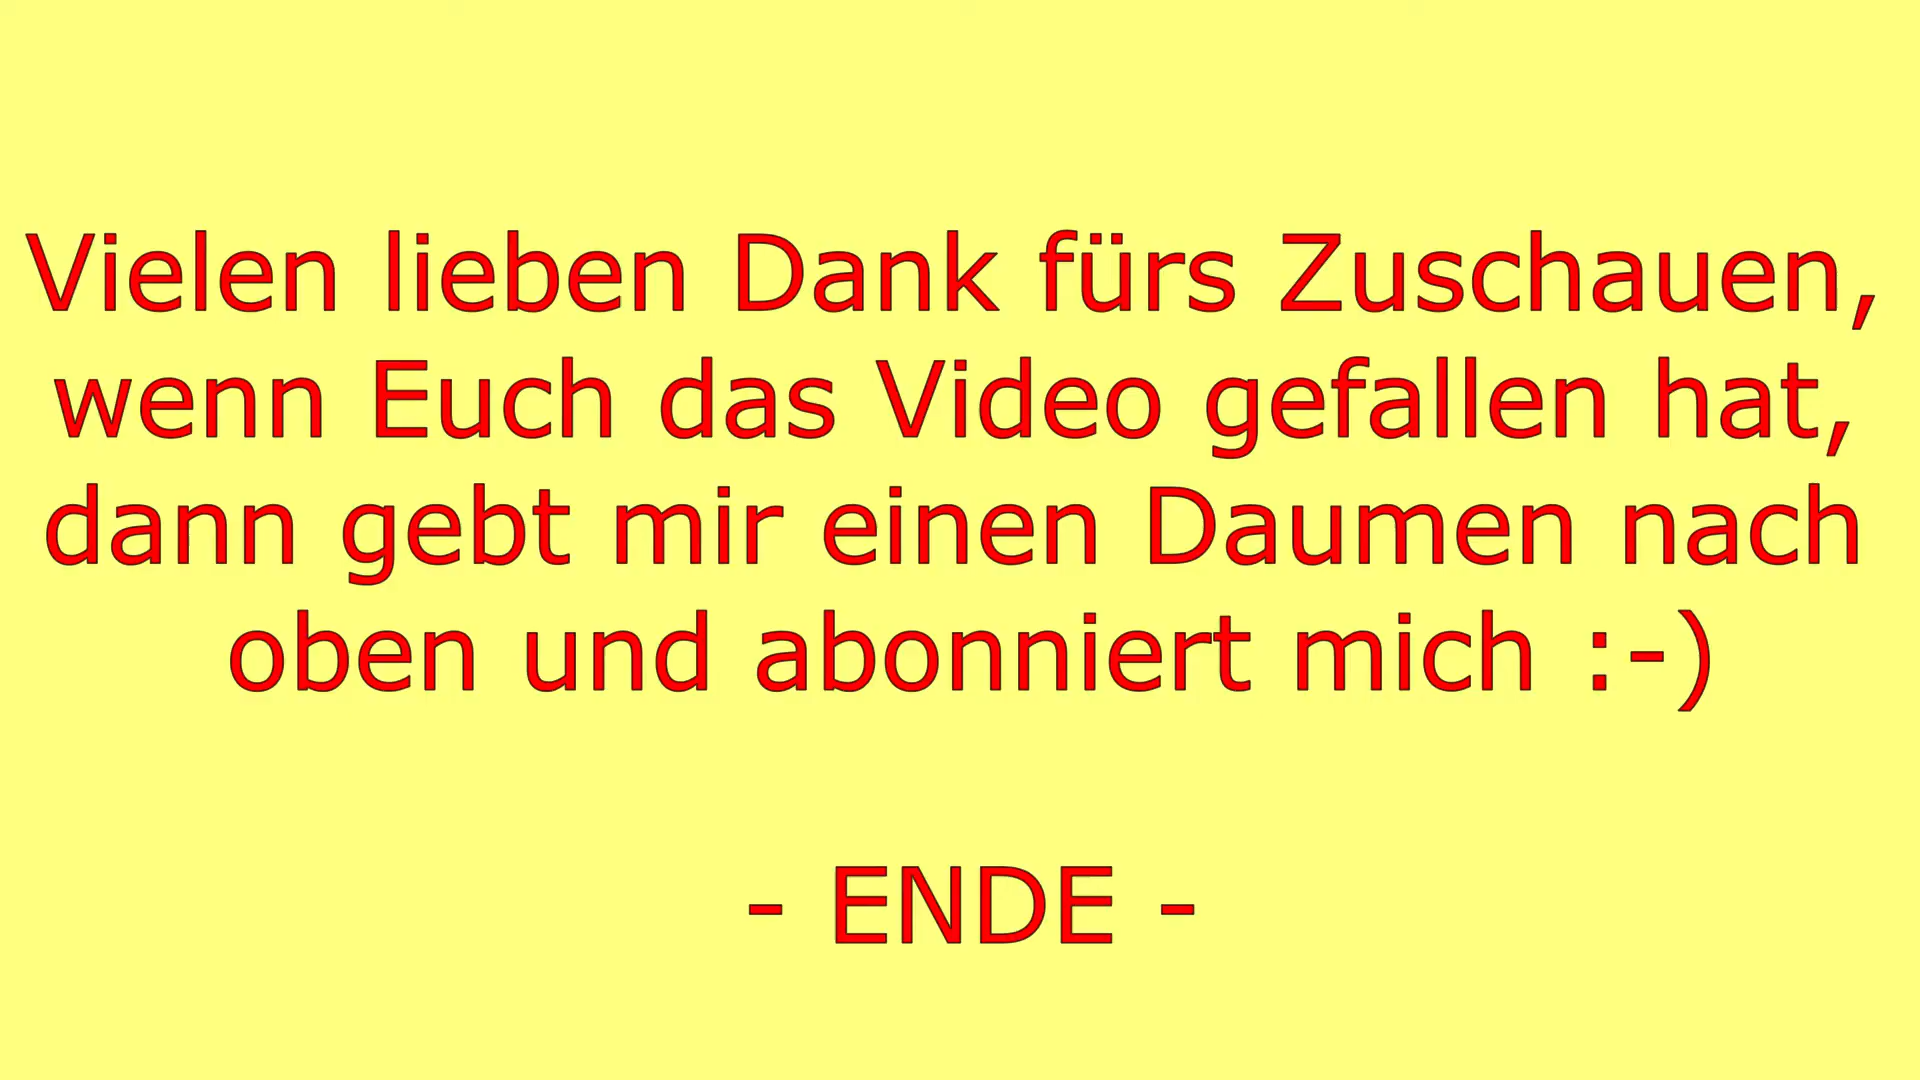 Vielen lieben Dank fürs Zuschauen,
wenn Euch das Video gefallen hat,
dann gebt mir einen Daumen nach
oben und abonniert mich :-)
- ENDE -